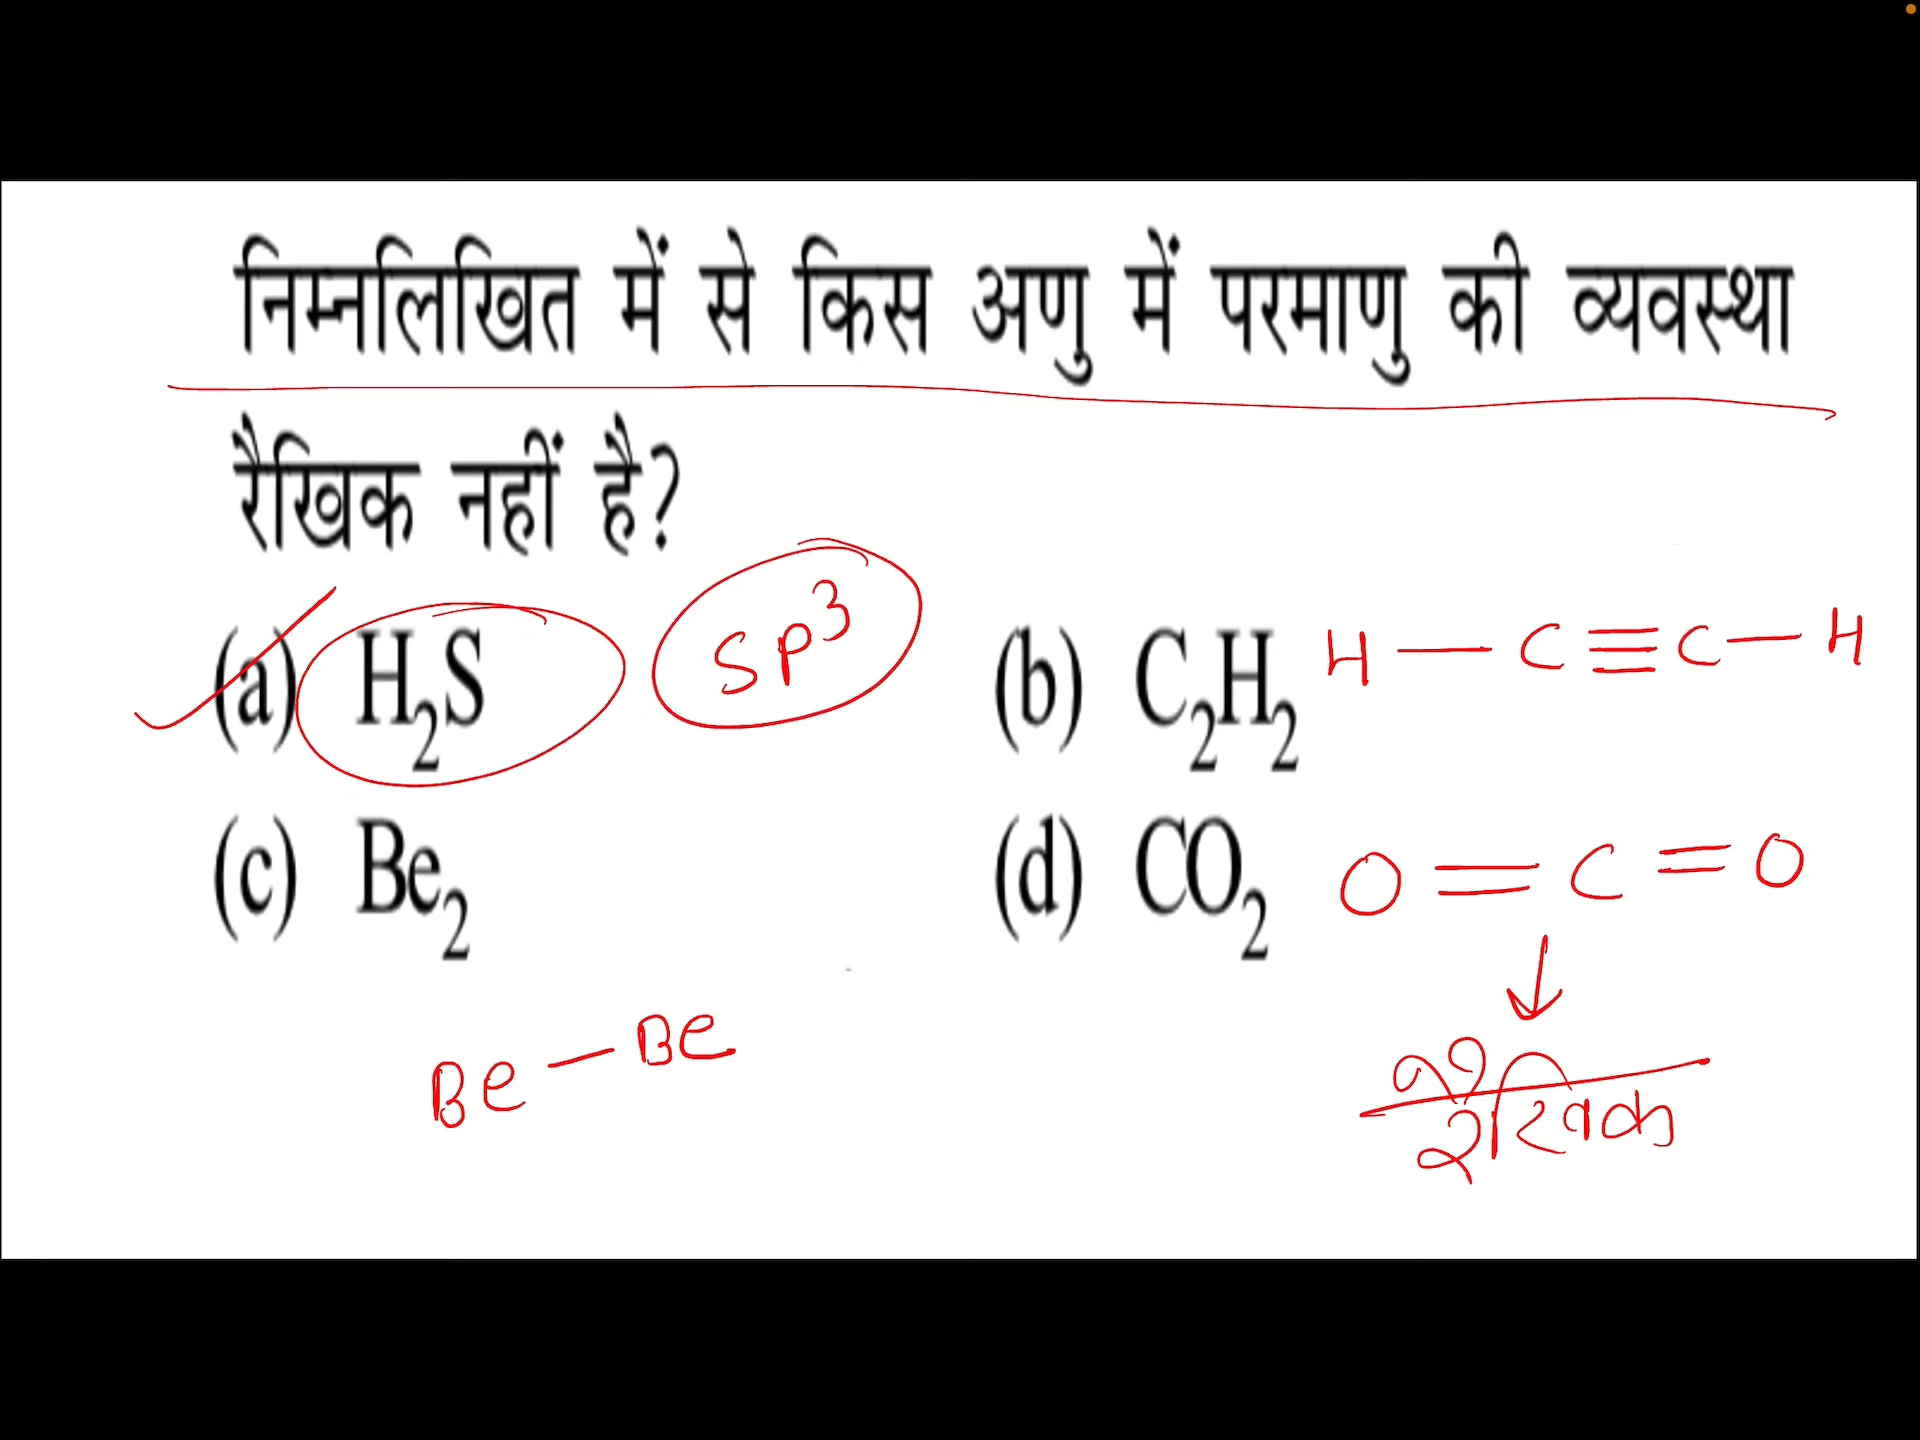 निम्नलिखित में से किस अणु में परमाणु की व्यवस्था
रैखिक नहीं है?
(a) H₂S sp³ (b) C₂H₂ H—C≡C—H
(c) Be₂ (d) CO₂ O=C=O
Be—Be
रैखिक